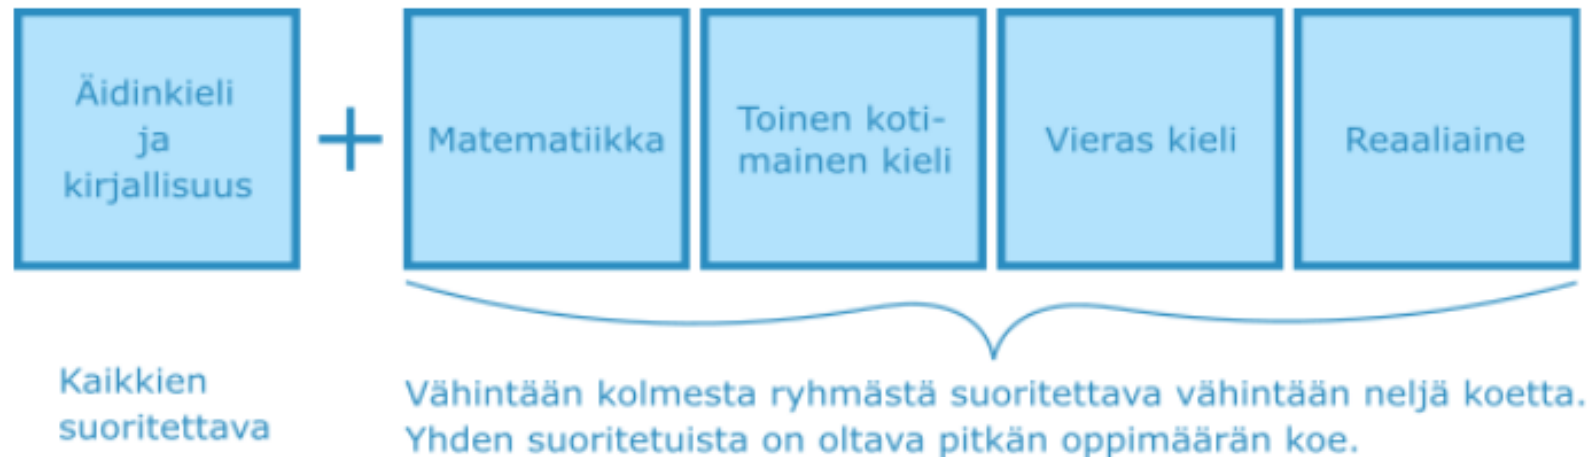 Äidinkieli
ja
kirjallisuus
+
Matematiikka
Toinen koti-
mainen kieli
Vieras kieli
Reaaliaine
Kaikkien
suoritettava
Vähintään kolmesta ryhmästä suoritettava vähintään neljä koetta.
Yhden suoritetuista on oltava pitkän oppimäärän koe.